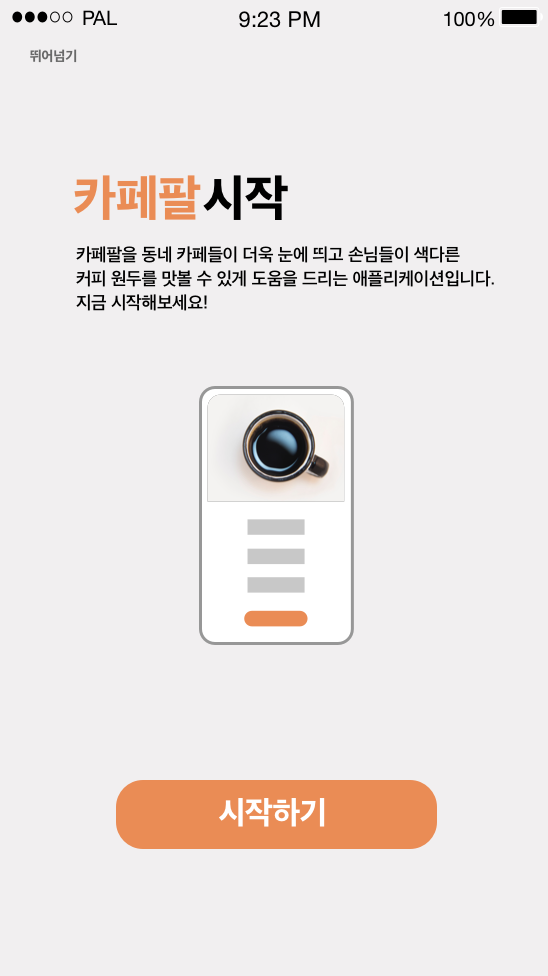 PAL 9:23 PM 100%
뛰어넘기
카페팔 시작
카페팔을 동네 카페들이 더욱 눈에 띄고 손님들이 색다른
커피 원두를 맛볼 수 있게 도움을 드리는 애플리케이션입니다.
지금 시작해보세요!
시작하기